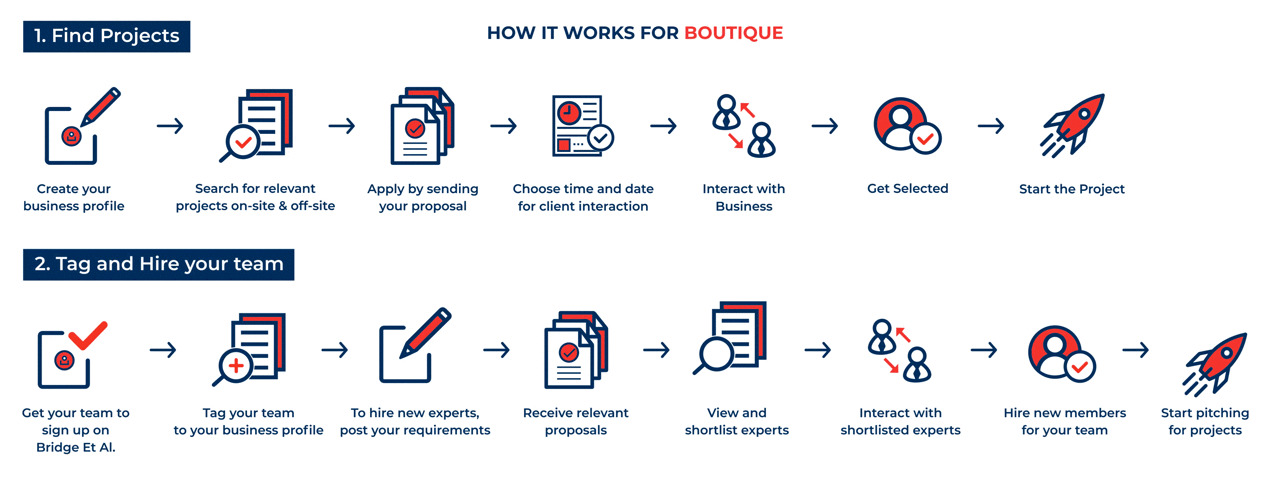 1. Find Projects
HOW IT WORKS FOR BOUTIQUE
Create your
business profile
Search for relevant
projects on-site & off-site
Apply by sending
your proposal
Choose time and date
for client interaction
Interact with
Business
Get Selected
Start the Project
2. Tag and Hire your team
Get your team to
sign up on
Bridge Et Al.
Tag your team
to your business profile
To hire new experts,
post your requirements
Receive relevant
proposals
View and
shortlist experts
Interact with
shortlisted experts
Hire new members
for your team
Start pitching
for projects